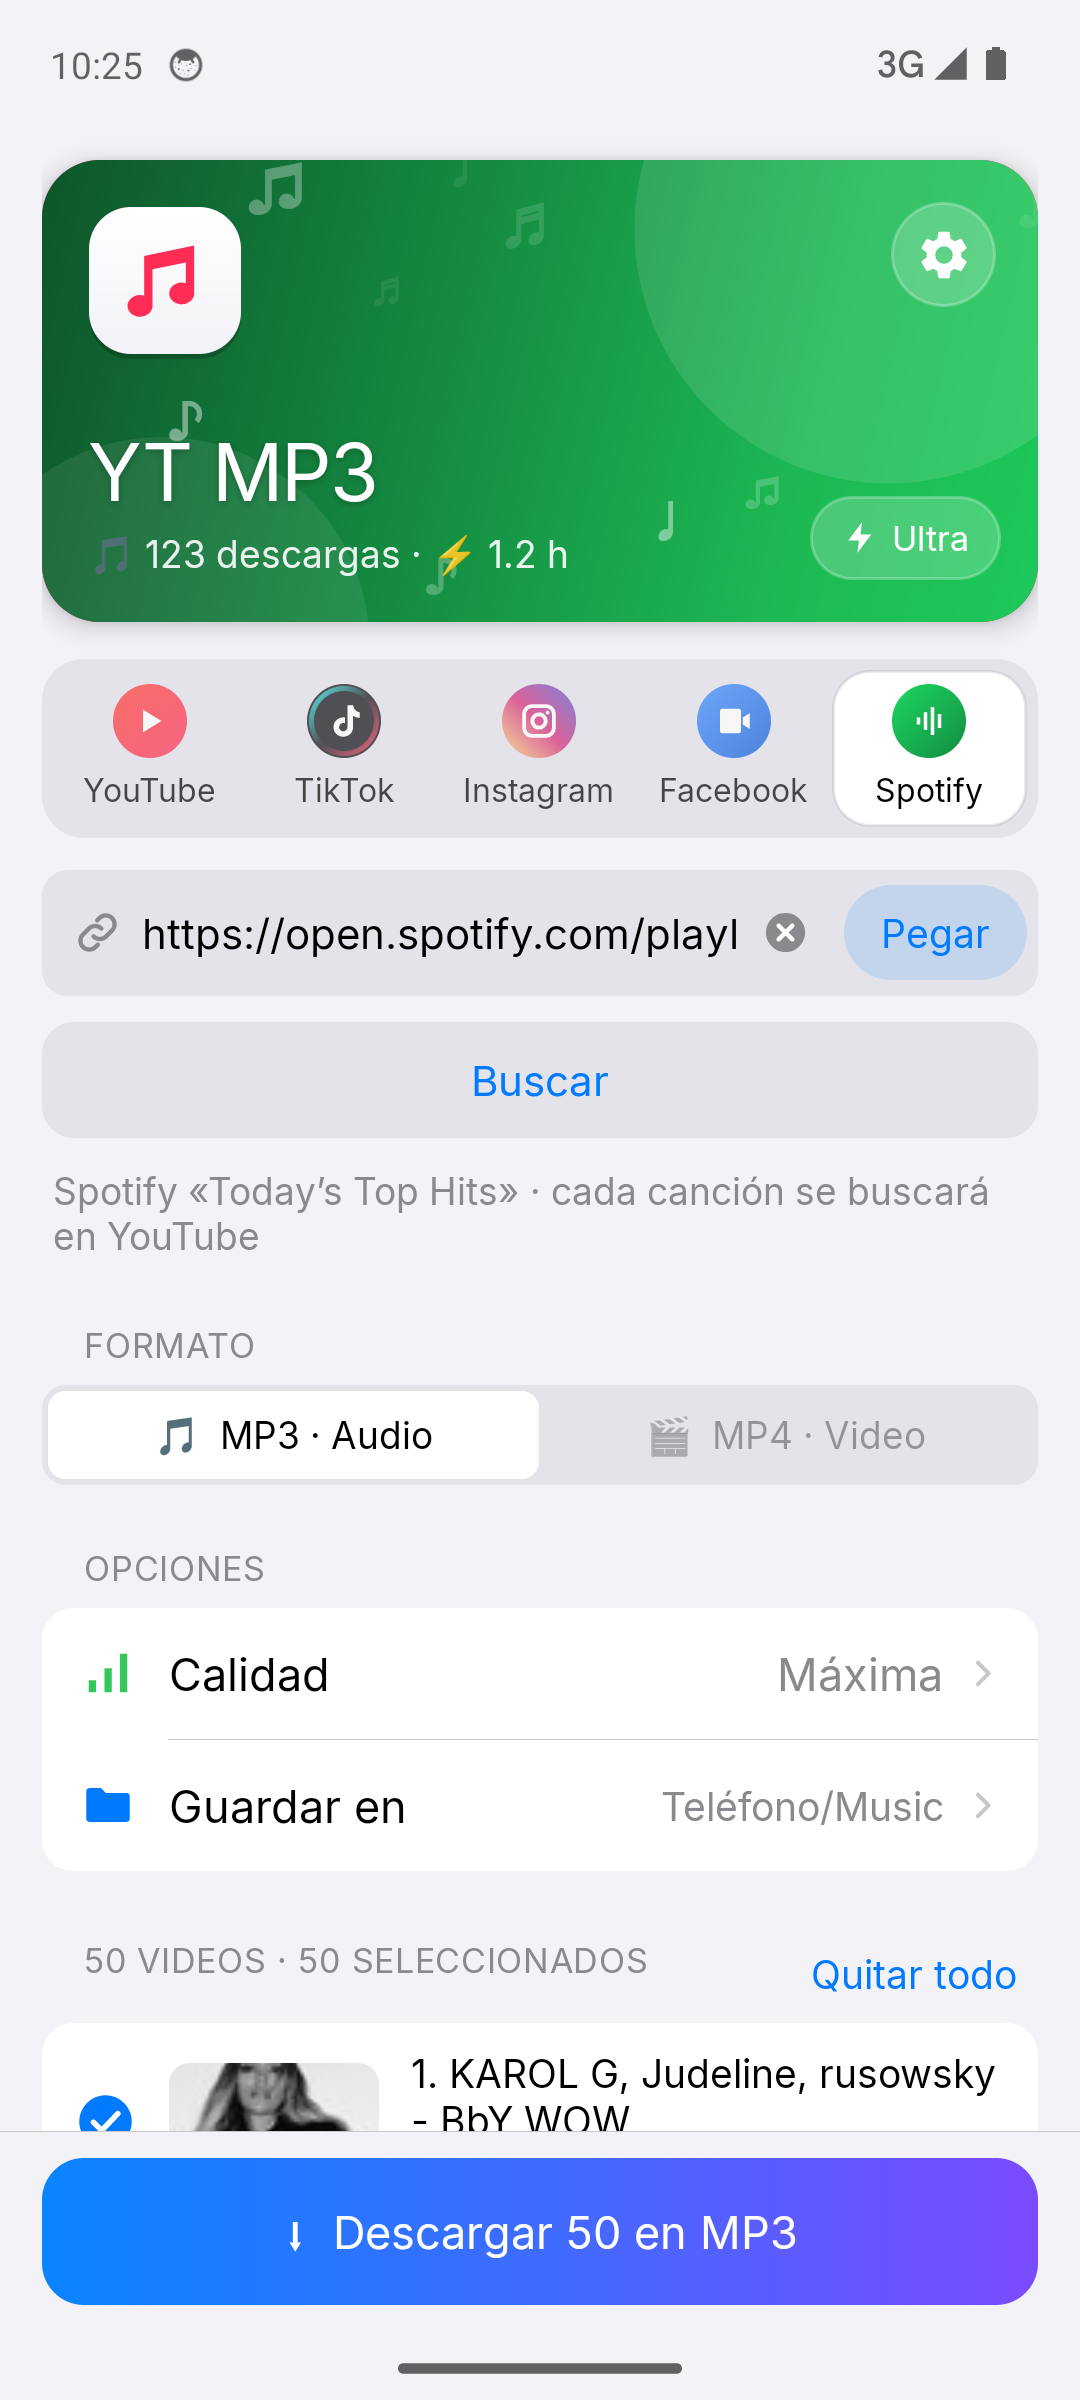 10:25
3G
YT MP3
🎵 123 descargas · ⚡ 1.2 h
Ultra
YouTube
TikTok
Instagram
Facebook
Spotify
https://open.spotify.com/playl
Pegar
Buscar
Spotify «Today’s Top Hits» · cada canción se buscará
en YouTube
FORMATO
🎵 MP3 · Audio
🎬 MP4 · Video
OPCIONES
Calidad
Máxima
Guardar en
Teléfono/Music
50 VIDEOS · 50 SELECCIONADOS
Quitar todo
1. KAROL G, Judeline, rusowsky
- BbY WOW
Descargar 50 en MP3